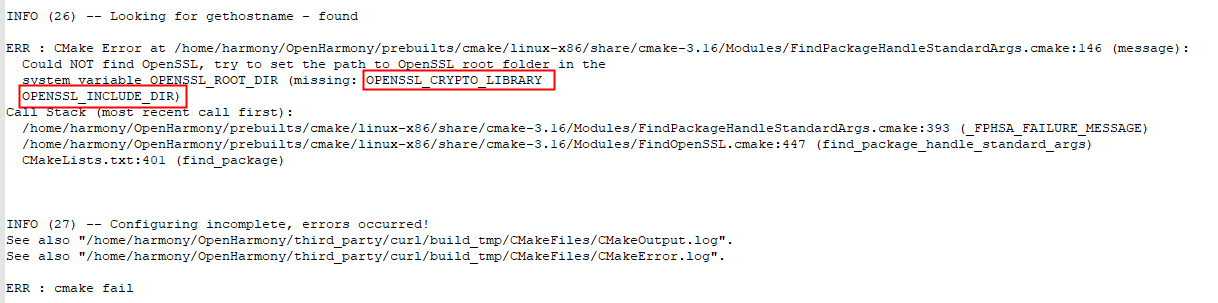 INFO (26) -- Looking for gethostname - found
ERR : CMake Error at /home/harmony/OpenHarmony/prebuilts/cmake/linux-x86/share/cmake-3.16/Modules/FindPackageHandleStandardArgs.cmake:146 (message):
Could NOT find OpenSSL, try to set the path to OpenSSL root folder in the
system variable OPENSSL_ROOT_DIR (missing: OPENSSL_CRYPTO_LIBRARY
OPENSSL_INCLUDE_DIR)
Call Stack (most recent call first):
/home/harmony/OpenHarmony/prebuilts/cmake/linux-x86/share/cmake-3.16/Modules/FindPackageHandleStandardArgs.cmake:393 (_FPHSA_FAILURE_MESSAGE)
/home/harmony/OpenHarmony/prebuilts/cmake/linux-x86/share/cmake-3.16/Modules/FindOpenSSL.cmake:447 (find_package_handle_standard_args)
CMakeLists.txt:401 (find_package)
INFO (27) -- Configuring incomplete, errors occurred!
See also "/home/harmony/OpenHarmony/third_party/curl/build_tmp/CMakeFiles/CMakeOutput.log".
See also "/home/harmony/OpenHarmony/third_party/curl/build_tmp/CMakeFiles/CMakeError.log".
ERR : cmake fail